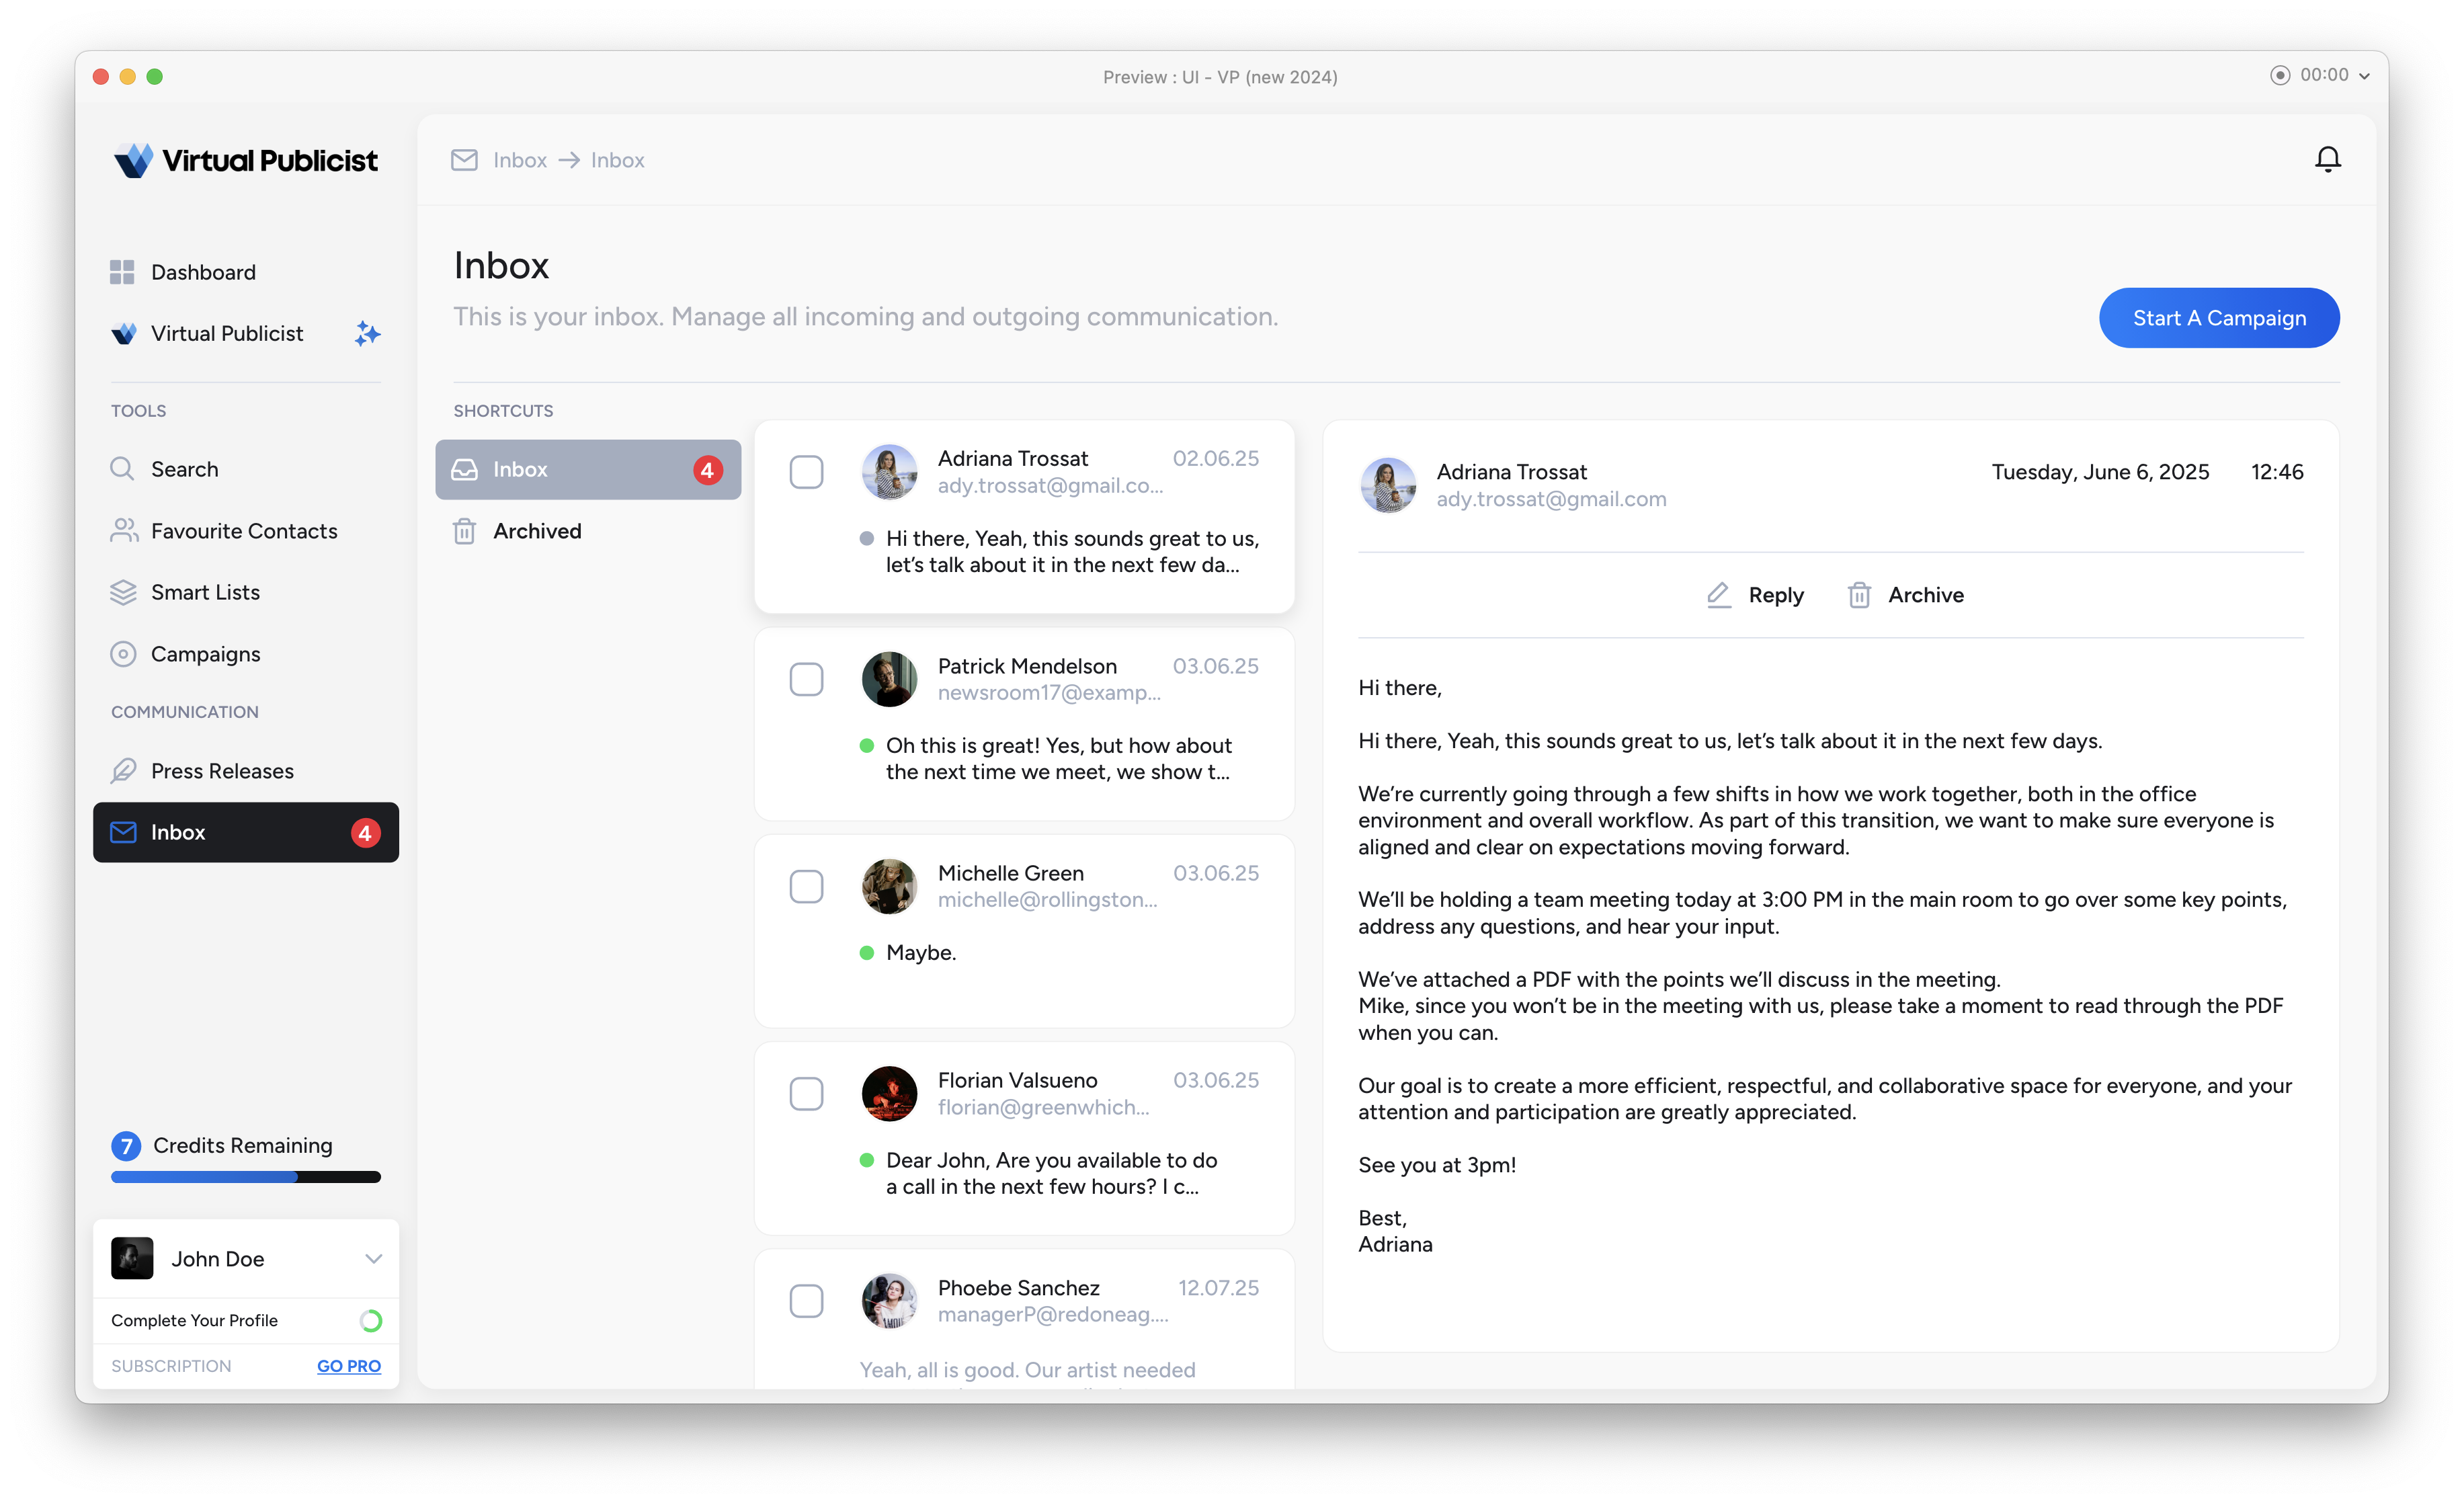 Preview : UI - VP (new 2024)
00:00
Virtual Publicist
Dashboard
Virtual Publicist
TOOLS
Search
Favourite Contacts
Smart Lists
Campaigns
COMMUNICATION
Press Releases
Inbox
4
7
Credits Remaining
John Doe
Complete Your Profile
SUBSCRIPTION
GO PRO
Inbox → Inbox
Inbox
This is your inbox. Manage all incoming and outgoing communication.
Start A Campaign
SHORTCUTS
Inbox
4
Archived
Adriana Trossat
02.06.25
ady.trossat@gmail.co...
Hi there, Yeah, this sounds great to us,
let’s talk about it in the next few da...
Patrick Mendelson
03.06.25
newsroom17@examp...
Oh this is great! Yes, but how about
the next time we meet, we show t...
Michelle Green
03.06.25
michelle@rollingston...
Maybe.
Florian Valsueno
03.06.25
florian@greenwhich...
Dear John, Are you available to do
a call in the next few hours? I c...
Phoebe Sanchez
12.07.25
managerP@redoneag....
Yeah, all is good. Our artist needed
Adriana Trossat
ady.trossat@gmail.com
Tuesday, June 6, 2025
12:46
Reply
Archive
Hi there,
Hi there, Yeah, this sounds great to us, let’s talk about it in the next few days.
We’re currently going through a few shifts in how we work together, both in the office
environment and overall workflow. As part of this transition, we want to make sure everyone is
aligned and clear on expectations moving forward.
We’ll be holding a team meeting today at 3:00 PM in the main room to go over some key points,
address any questions, and hear your input.
We’ve attached a PDF with the points we’ll discuss in the meeting.
Mike, since you won’t be in the meeting with us, please take a moment to read through the PDF
when you can.
Our goal is to create a more efficient, respectful, and collaborative space for everyone, and your
attention and participation are greatly appreciated.
See you at 3pm!
Best,
Adriana